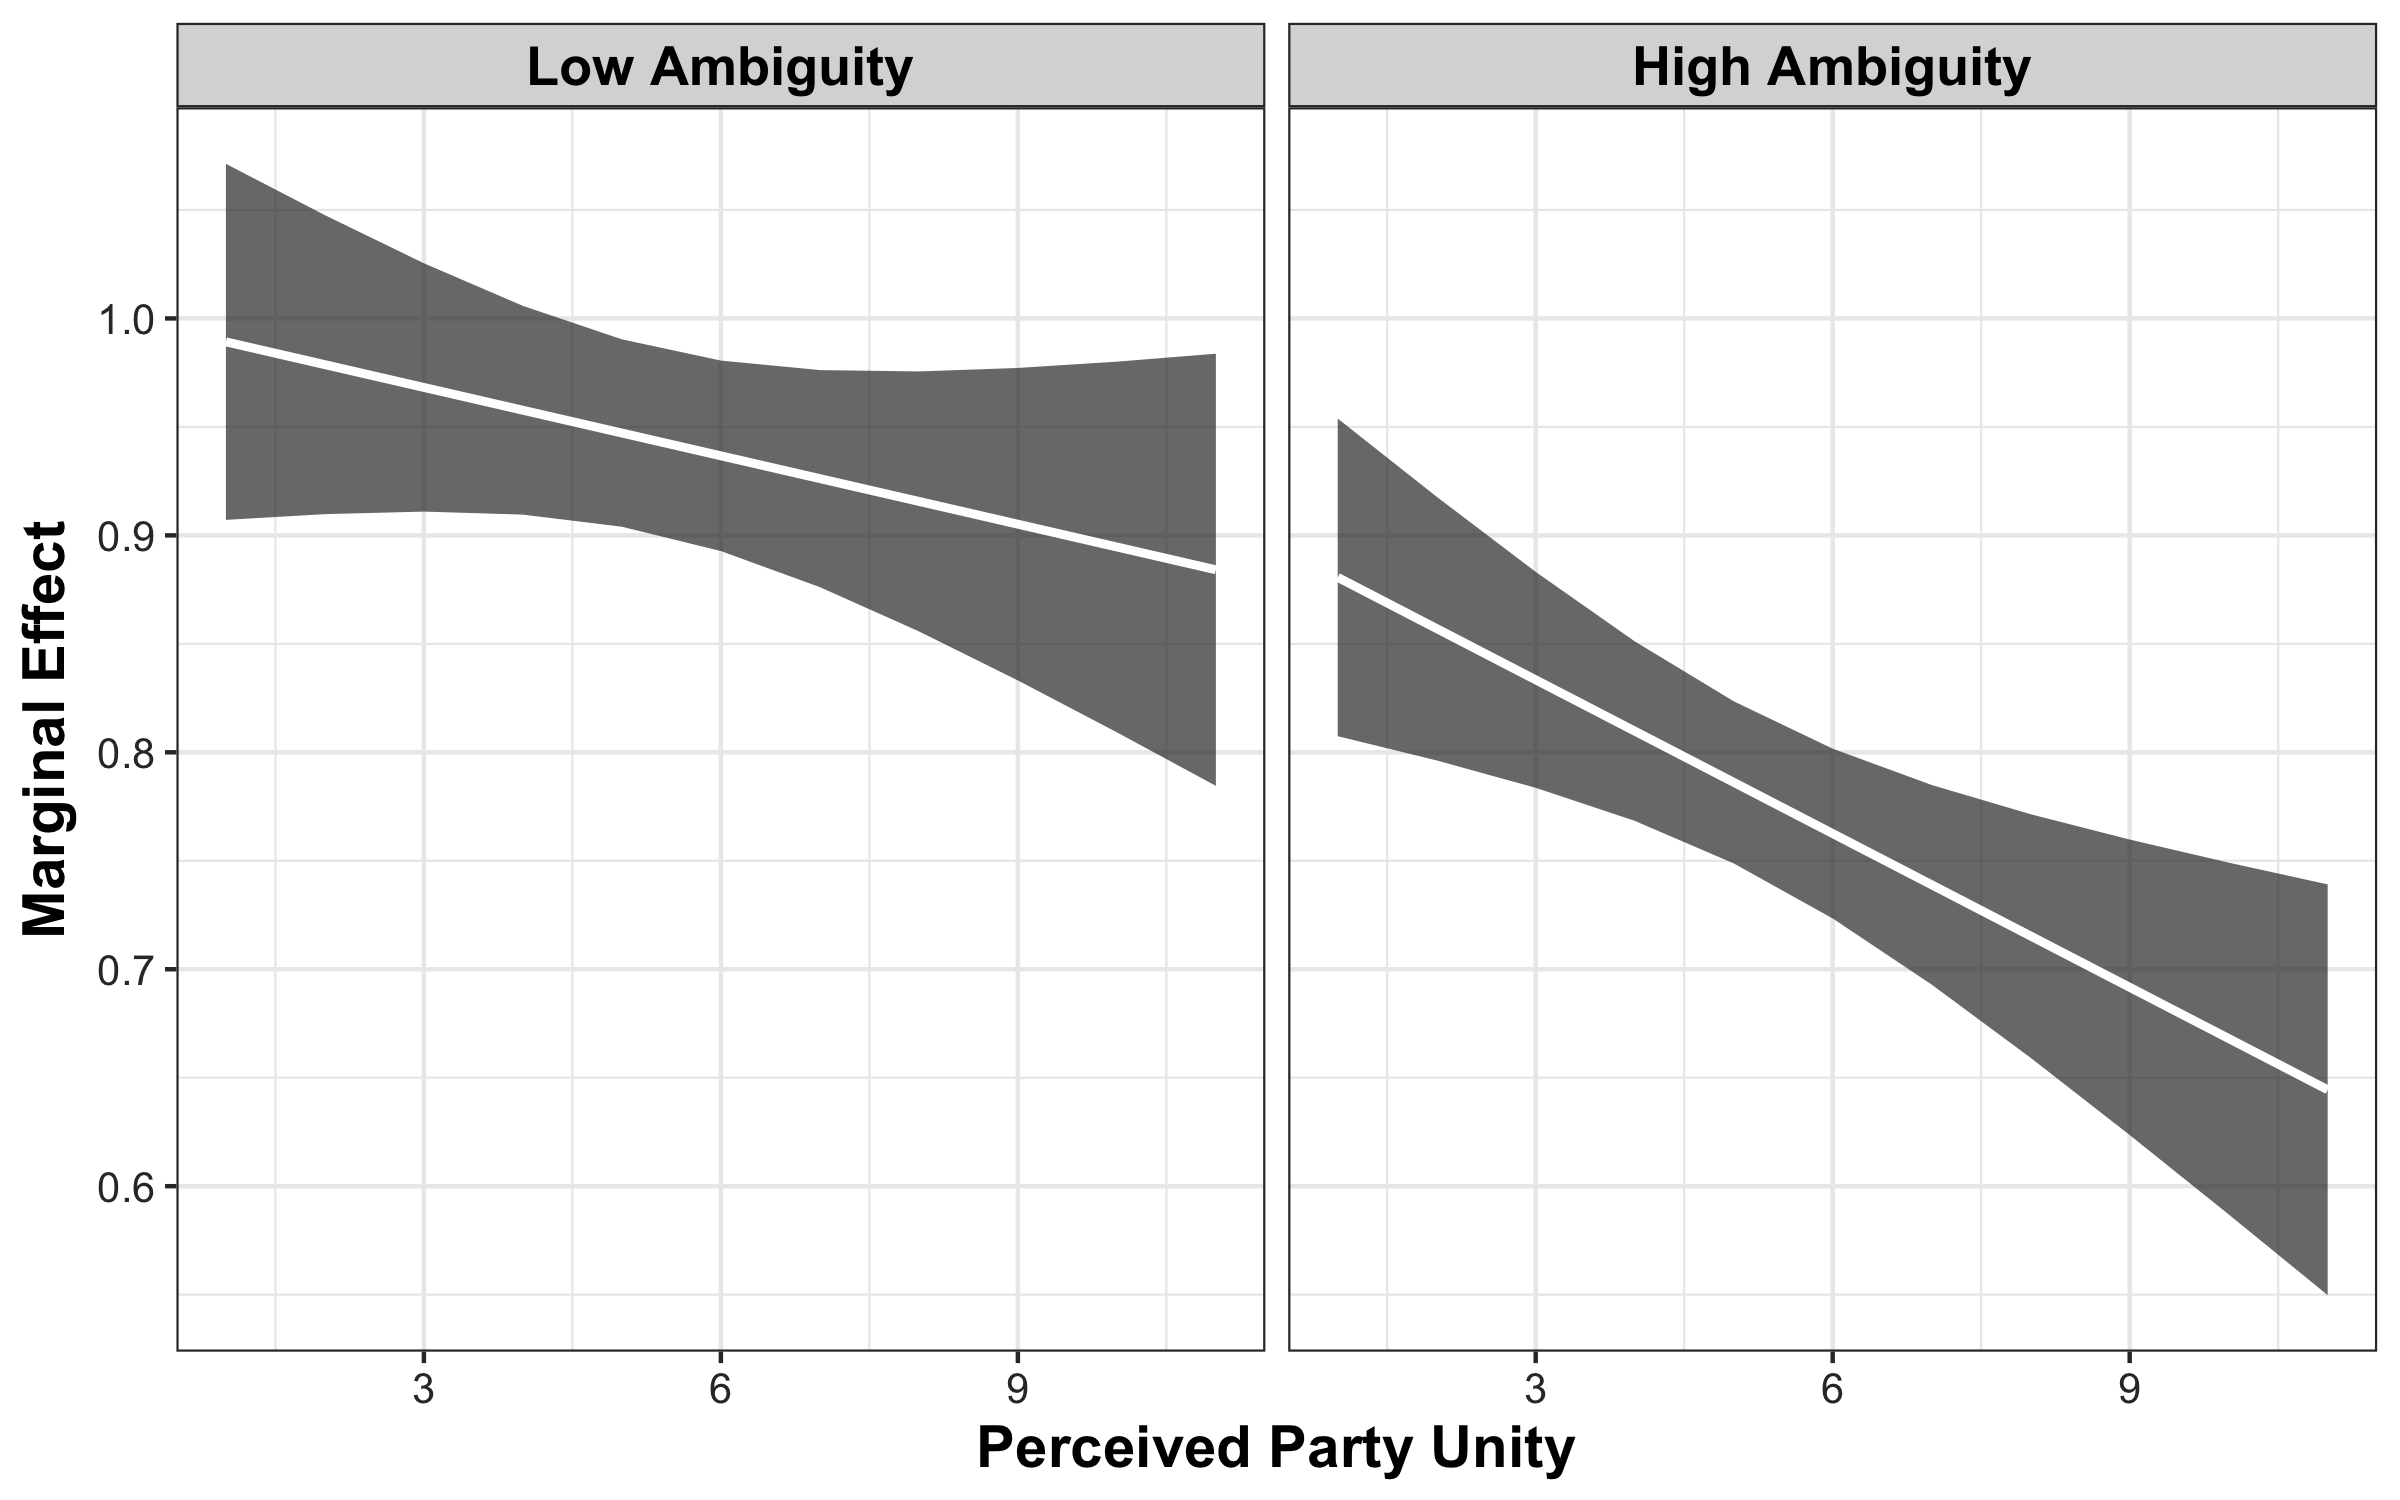 Low Ambiguity
High Ambiguity
Marginal Effect
1.0
0.9
0.8
0.7
0.6
3 6 9 3 6 9
Perceived Party Unity